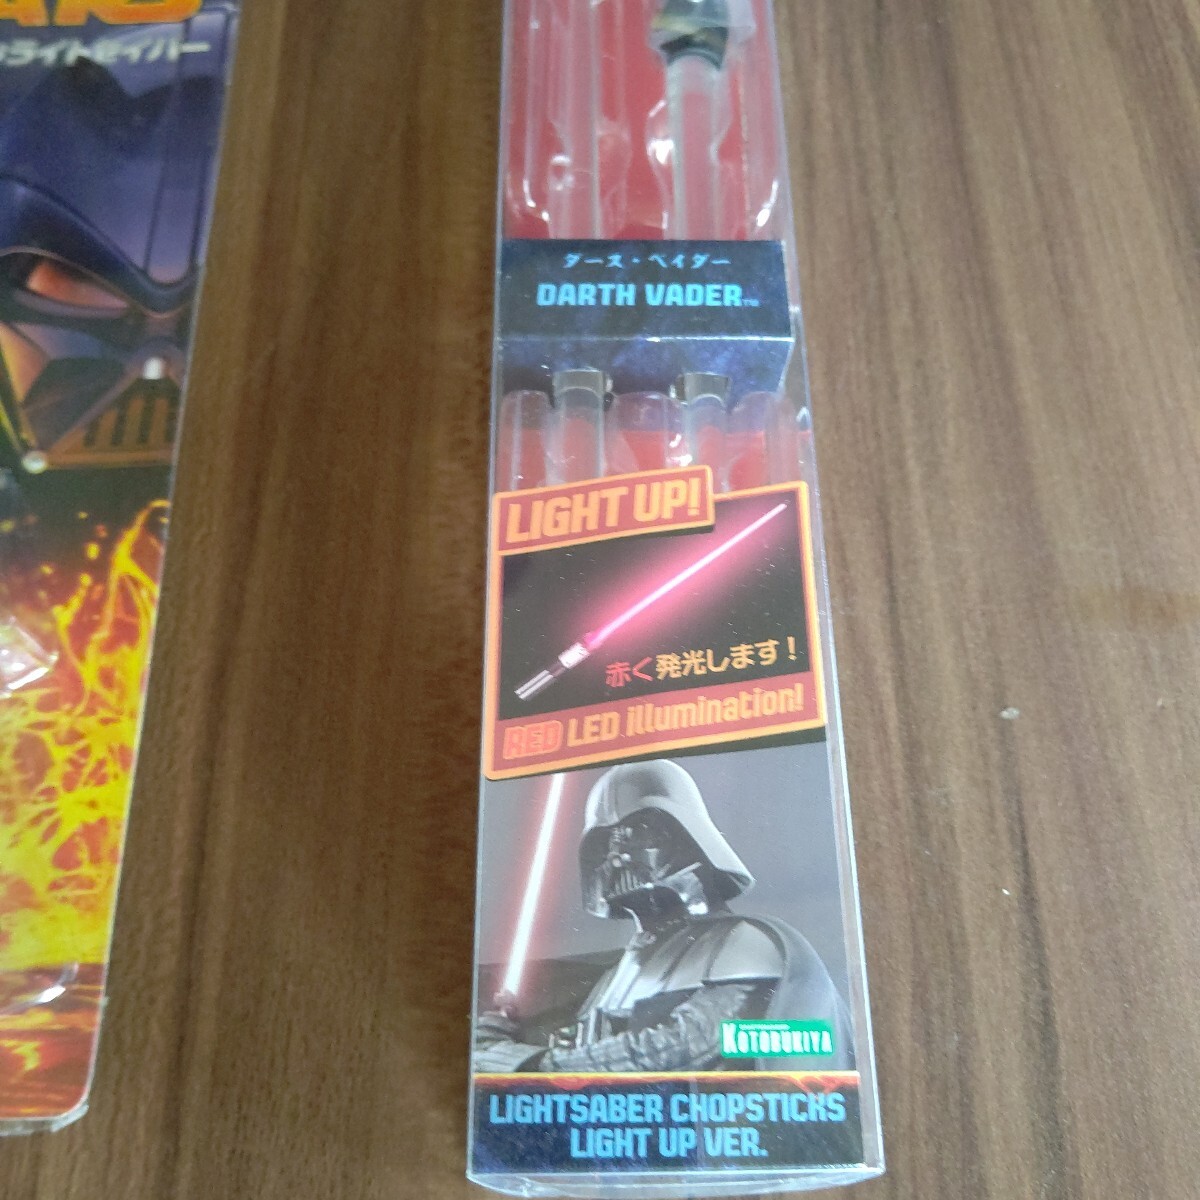 ライトセイバー
ダース・ベイダー
DARTH VADER™
LIGHT UP!
赤く発光します!
RED LED illumination!
KOTOBUKIYA
LIGHTSABER CHOPSTICKS
LIGHT UP VER.